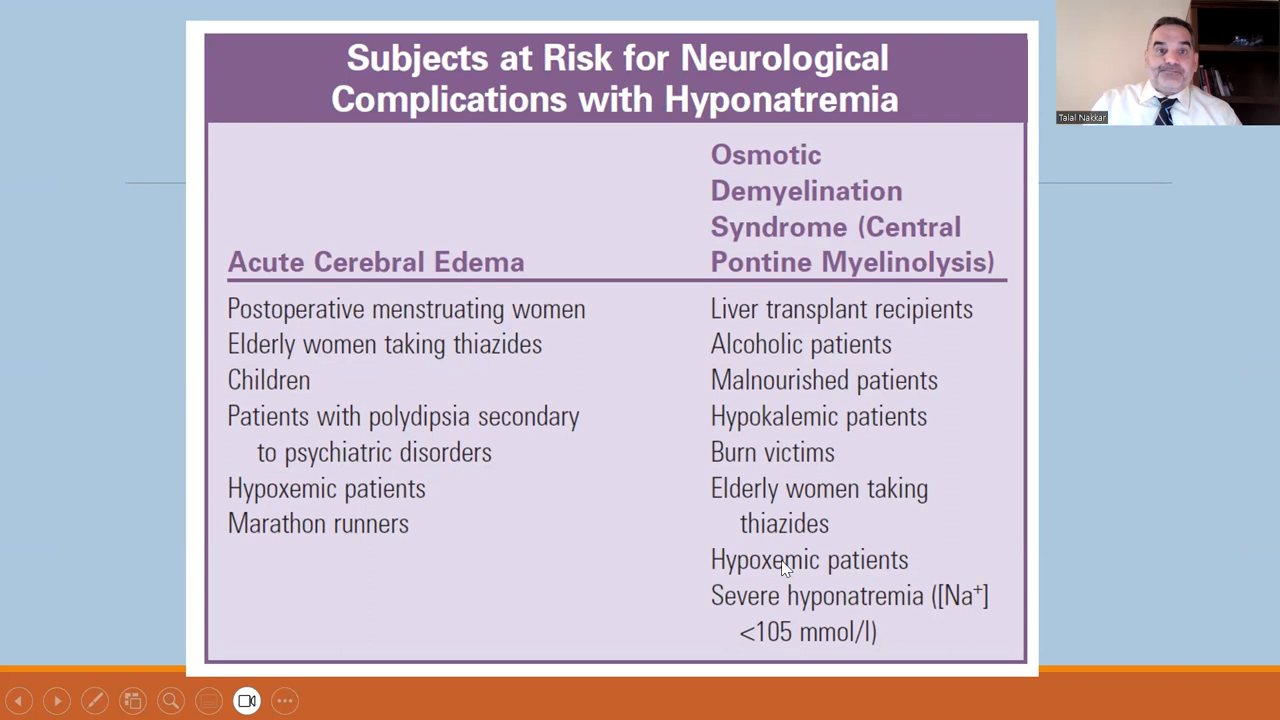 Subjects at Risk for Neurological
Complications with Hyponatremia
Acute Cerebral Edema
Postoperative menstruating women
Elderly women taking thiazides
Children
Patients with polydipsia secondary
to psychiatric disorders
Hypoxemic patients
Marathon runners
Osmotic
Demyelination
Syndrome (Central
Pontine Myelinolysis)
Liver transplant recipients
Alcoholic patients
Malnourished patients
Hypokalemic patients
Burn victims
Elderly women taking
thiazides
Hypoxemic patients
Severe hyponatremia ([Na⁺]
<105 mmol/l)
Talal Nakkar